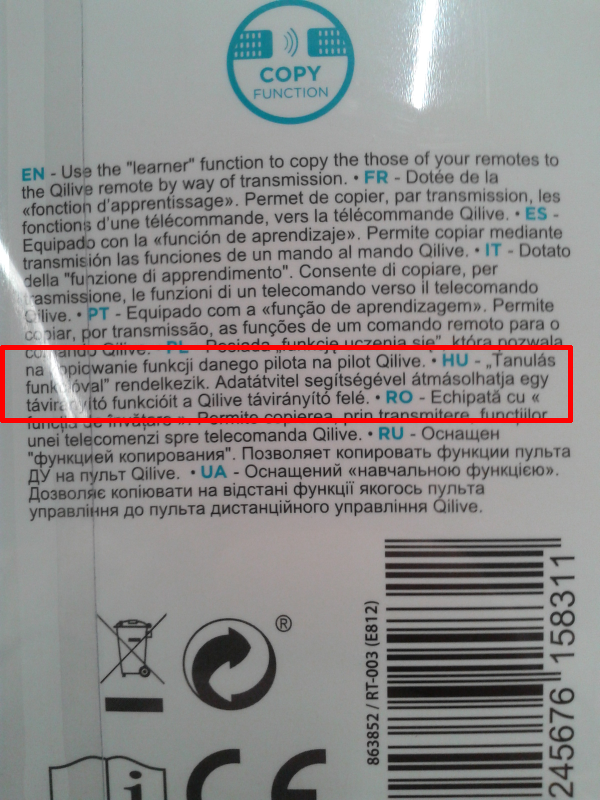 COPY
FUNCTION
EN - Use the "learner" function to copy the those of your remotes to
the Qilive remote by way of transmission. • FR - Dotée de la
«fonction d'apprentissage». Permet de copier, par transmission, les
fonctions d'une télécommande, vers la télécommande Qilive. • ES -
Equipado con la «función de aprendizaje». Permite copiar mediante
transmisión las funciones de un mando al mando Qilive. • IT - Dotato
della "funzione di apprendimento". Consente di copiare, per
trasmissione, le funzioni di un telecomando verso il telecomando
Qilive. • PT - Equipado com a «função de aprendizagem». Permite
copiar, por transmissão, as funções de um comando remoto para o
comando Qilive. • PL - Posiada „funkcję uczenia się", która pozwala
na kopiowanie funkcji danego pilota na pilot Qilive. • HU - „Tanulás
funkcióval" rendelkezik. Adatátvitel segítségével átmásolhatja egy
távirányító funkcióit a Qilive távirányító felé. • RO - Echipată cu «
funcția de învățare ». Permite copierea, prin transmitere, funcțiilor
unei telecomenzi spre telecomanda Qilive. • RU - Оснащен
"функцией копирования". Позволяет копировать функции пульта
ДУ на пульт Qilive. • UA - Оснащений «навчальною функцією».
Дозволяє копіювати на відстані функції якогось пульта
управління до пульта дистанційного управління Qilive.
®
863852 / RT-003 (E812)
245676 158311